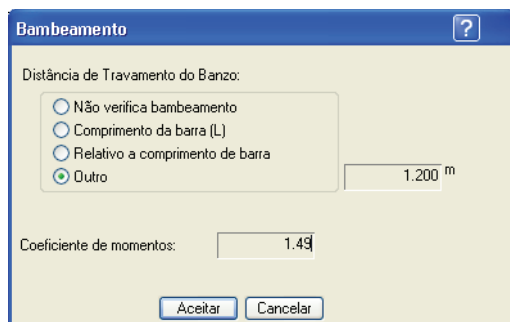 Bambeamento ?
Distância de Travamento do Banzo:
Não verifica bambeamento
Comprimento da barra (L)
Relativo a comprimento de barra
Outro 1.200 m
Coeficiente de momentos: 1.49
Aceitar Cancelar